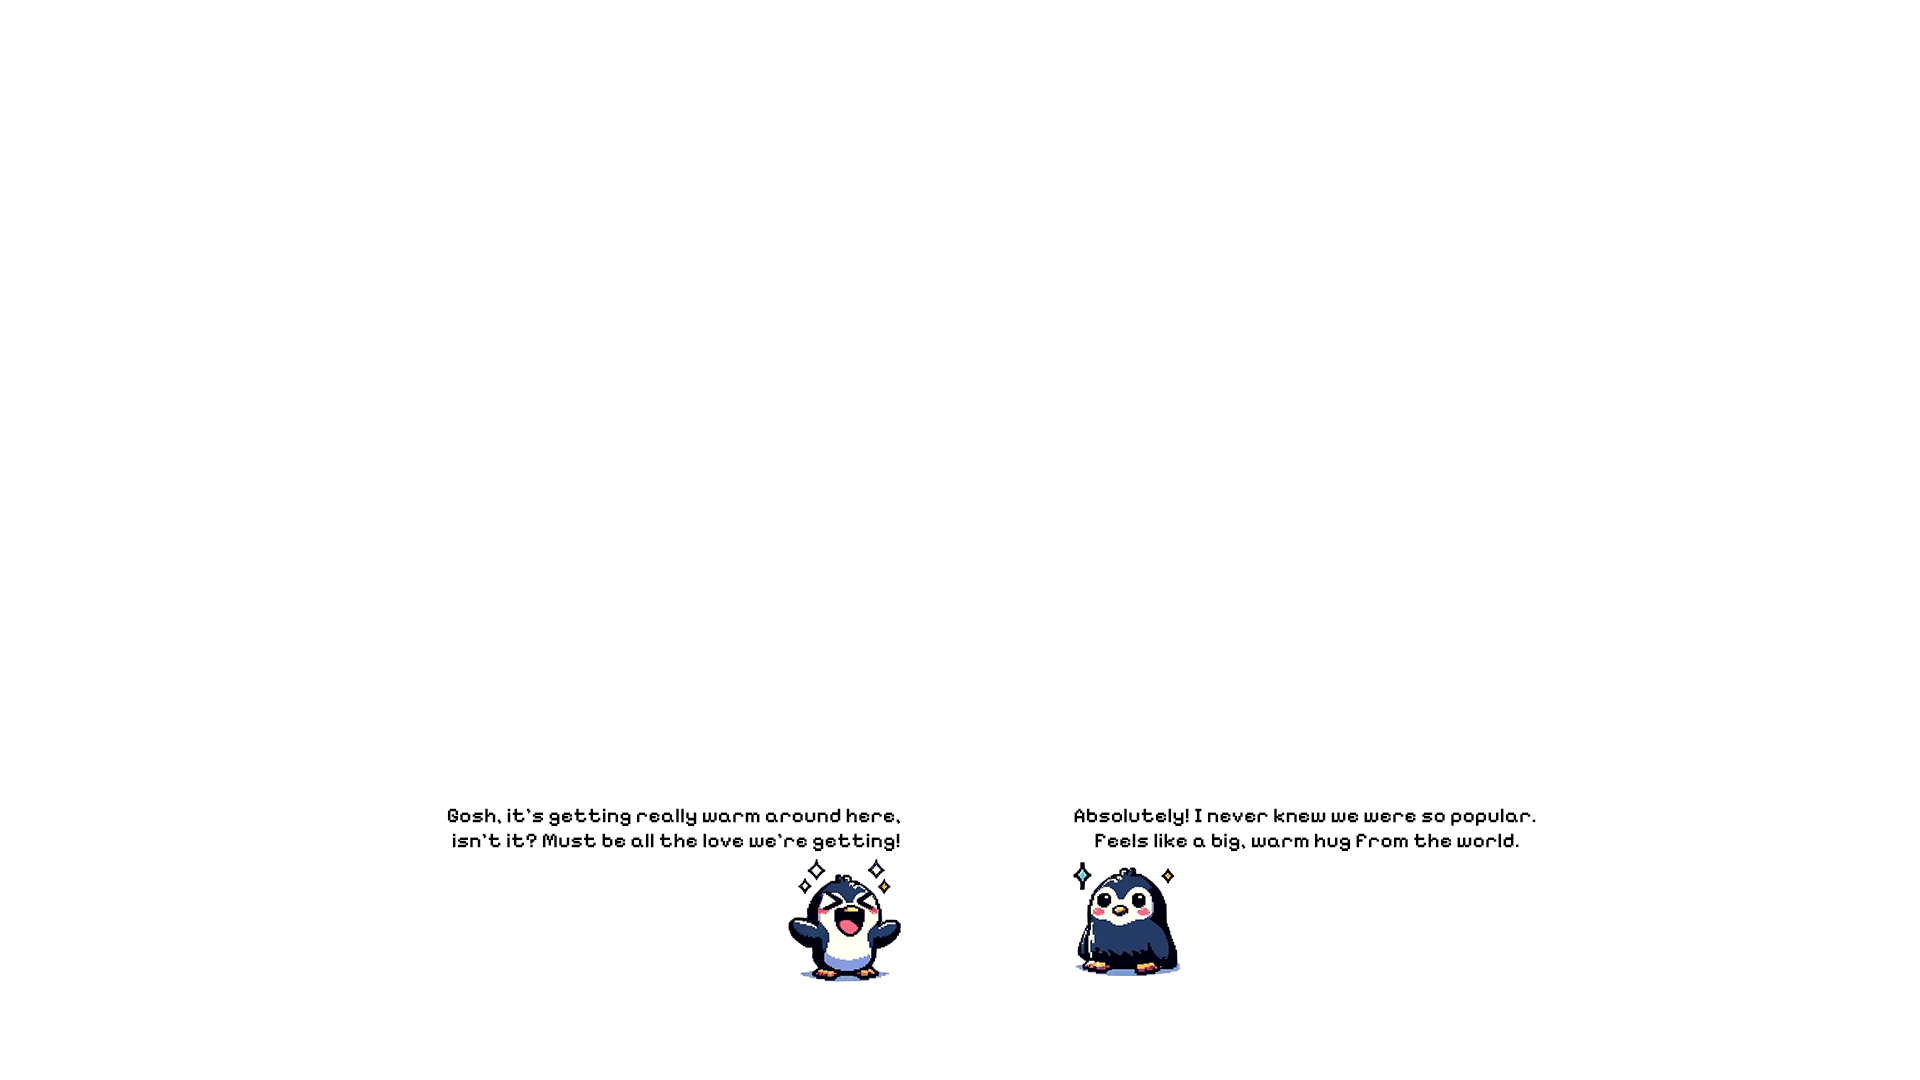 Gosh, it's getting really warm around here,
isn't it? Must be all the love we're getting!
Absolutely! I never knew we were so popular.
Feels like a big, warm hug from the world.